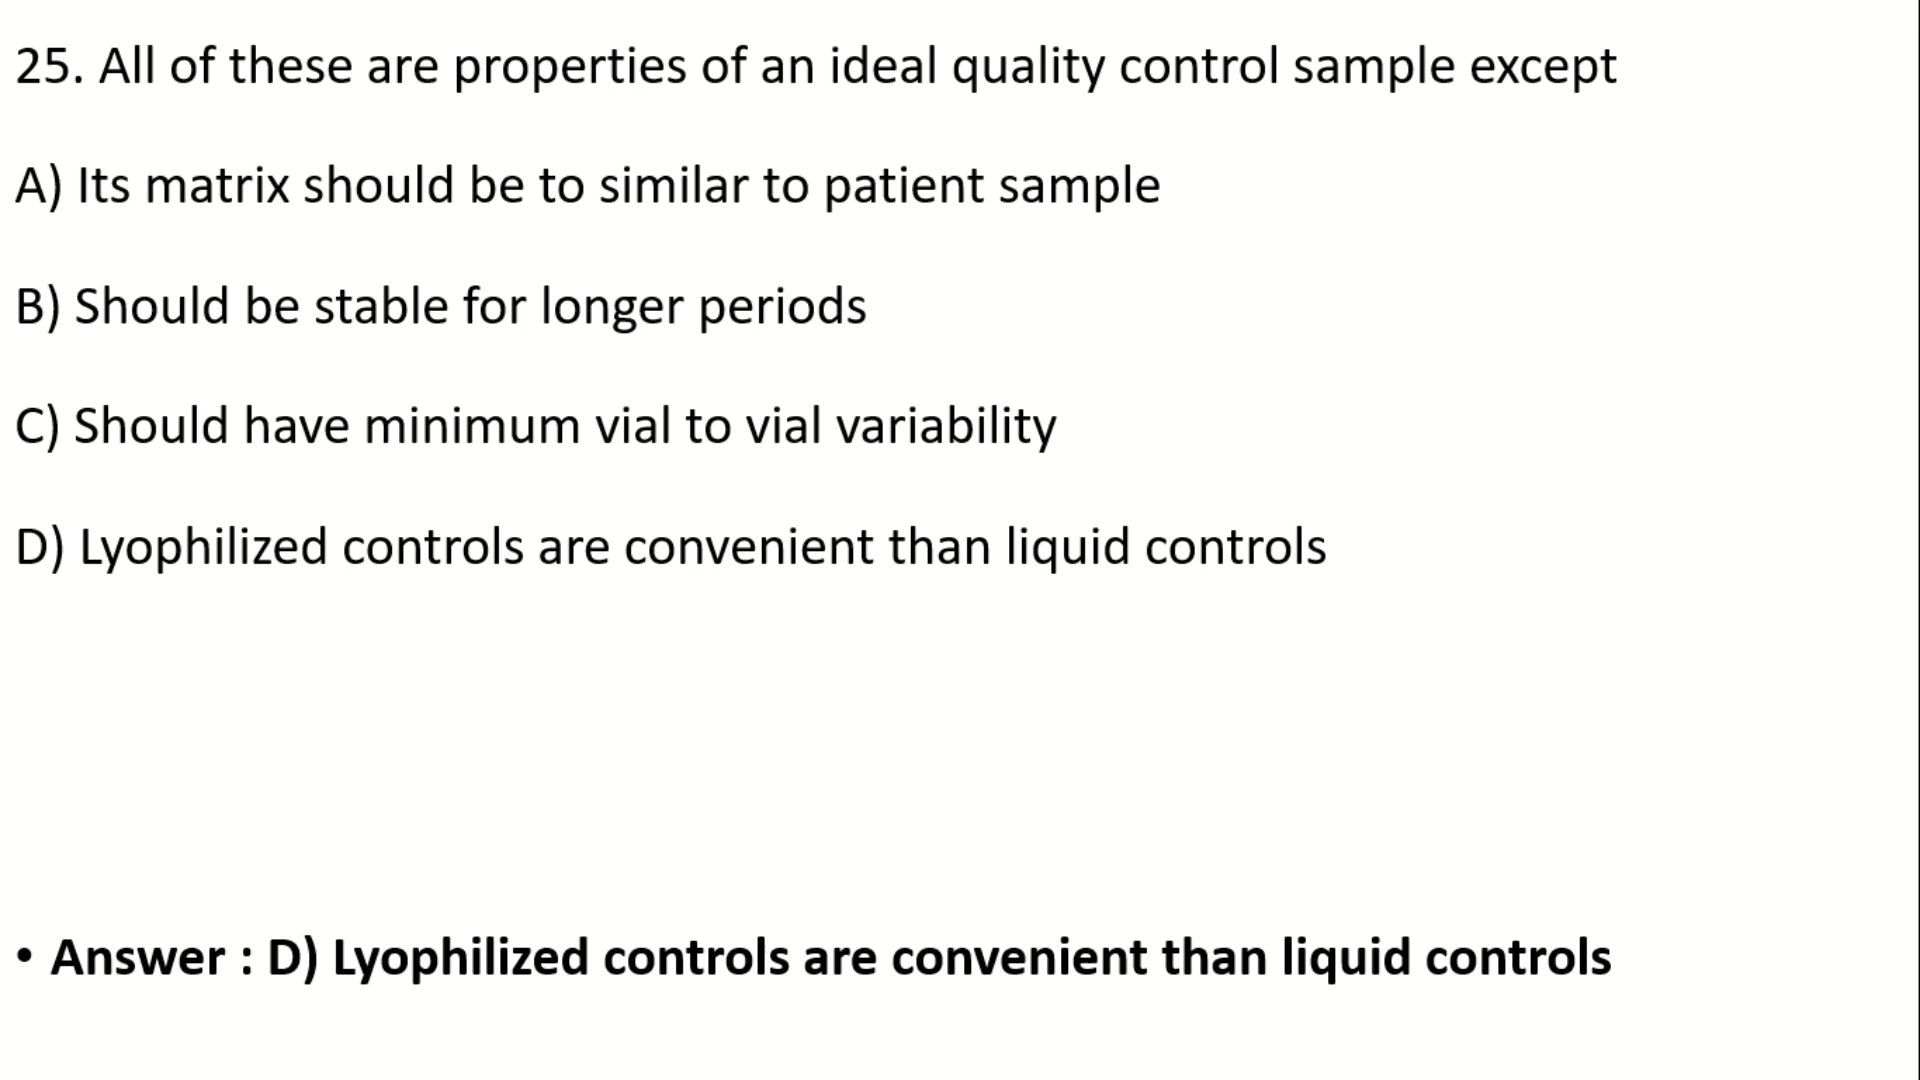 25. All of these are properties of an ideal quality control sample except
A) Its matrix should be to similar to patient sample
B) Should be stable for longer periods
C) Should have minimum vial to vial variability
D) Lyophilized controls are convenient than liquid controls
• Answer : D) Lyophilized controls are convenient than liquid controls